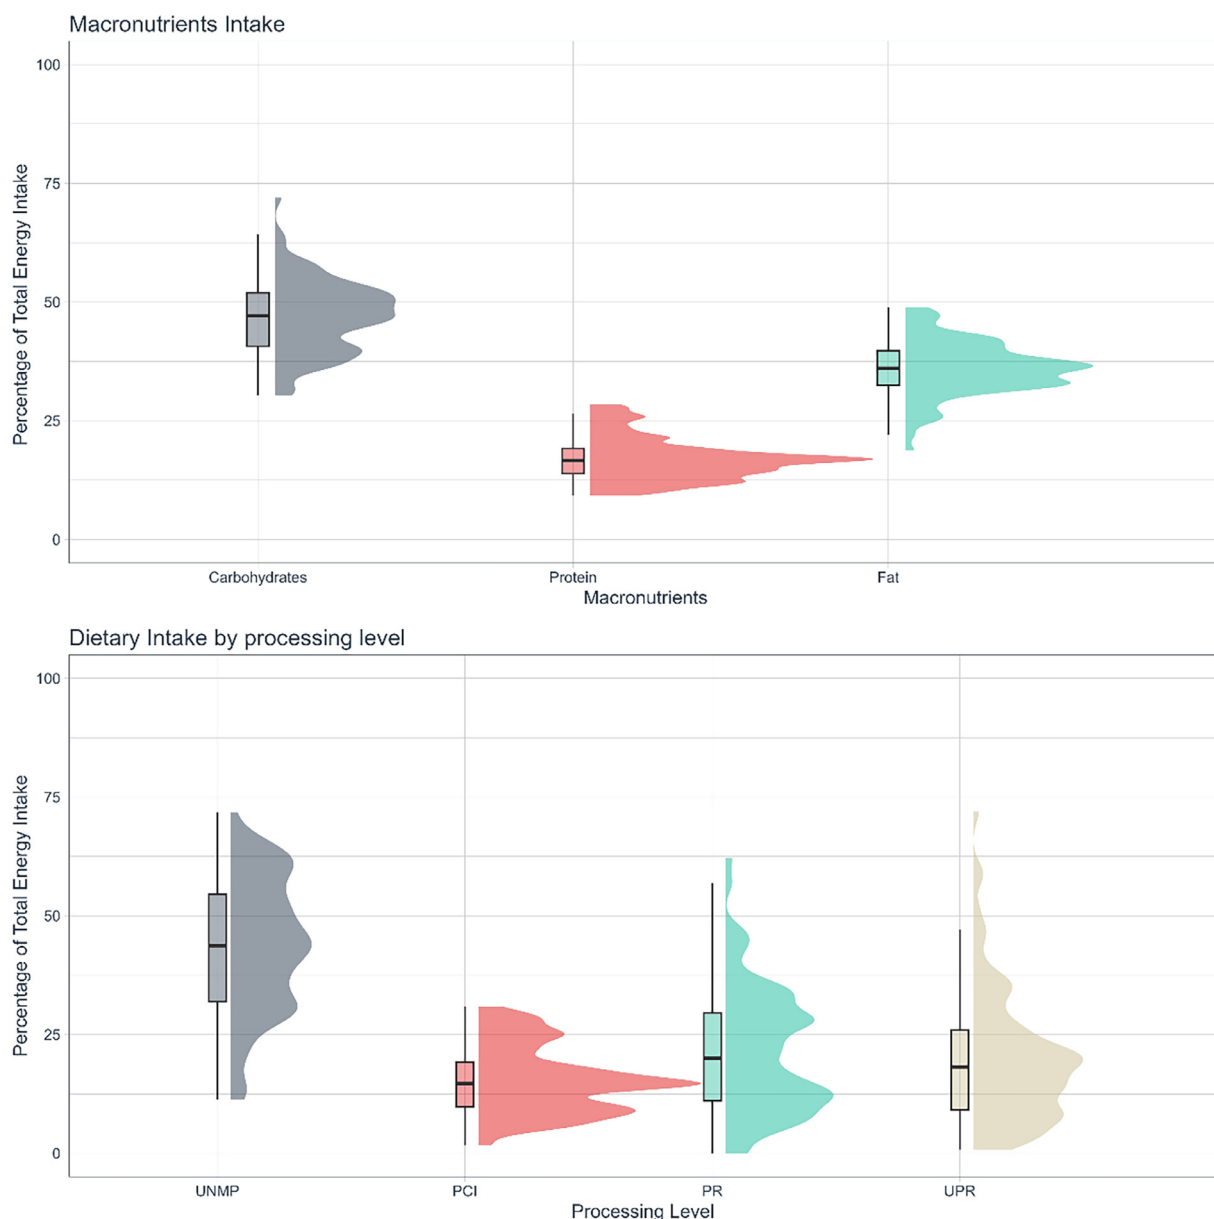 Macronutrients Intake
Percentage of Total Energy Intake
100
75
50
25
0
Carbohydrates Protein Fat
Macronutrients
Dietary Intake by processing level
Percentage of Total Energy Intake
100
75
50
25
0
UNMP PCI PR UPR
Processing Level